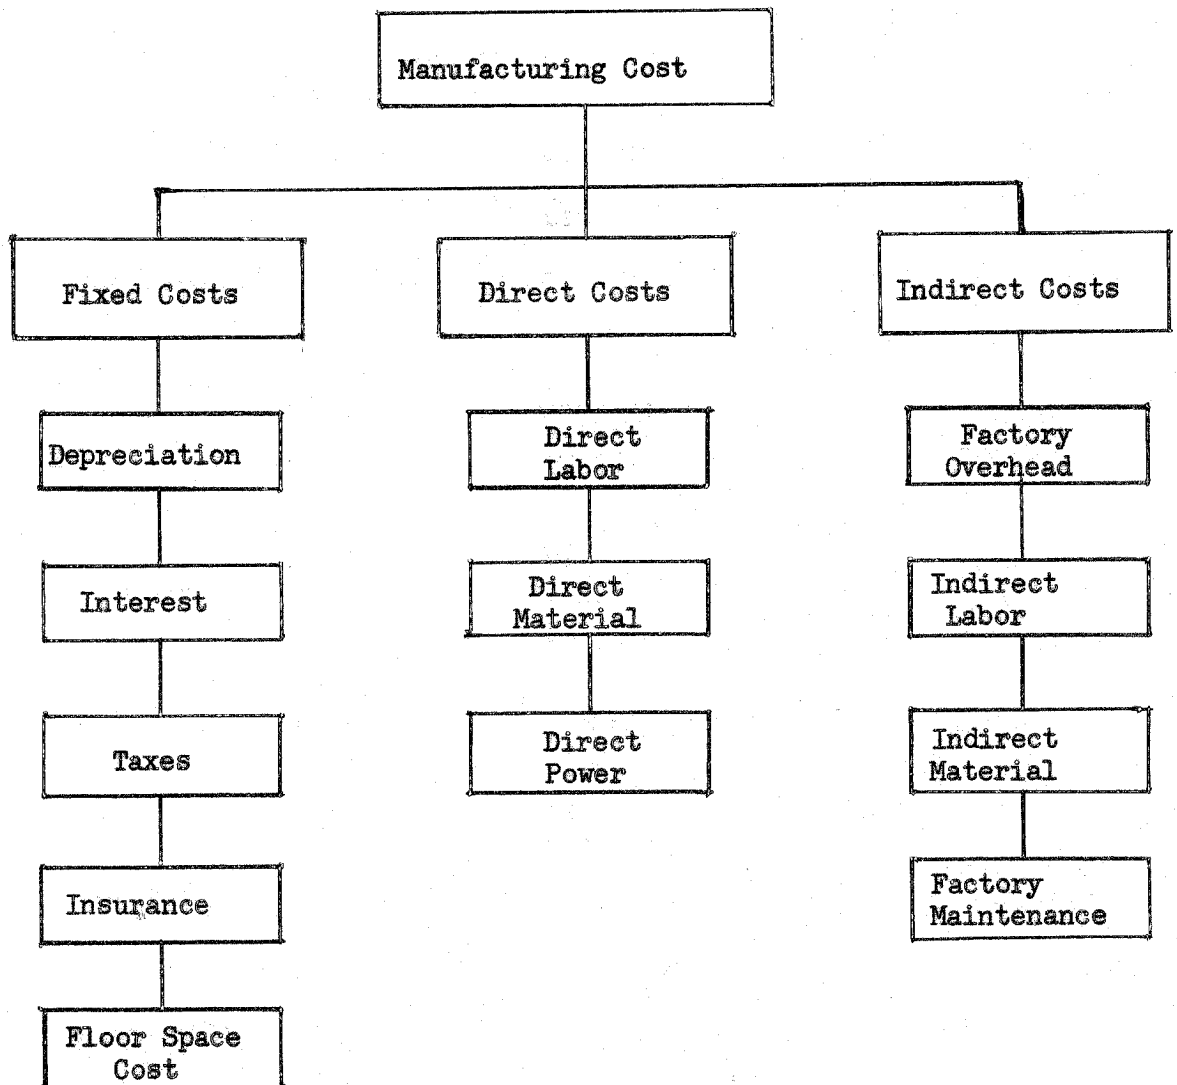 Manufacturing Cost
Fixed Costs
Direct Costs
Indirect Costs
Depreciation
Interest
Taxes
Insurance
Floor Space
Cost
Direct
Labor
Direct
Material
Direct
Power
Factory
Overhead
Indirect
Labor
Indirect
Material
Factory
Maintenance